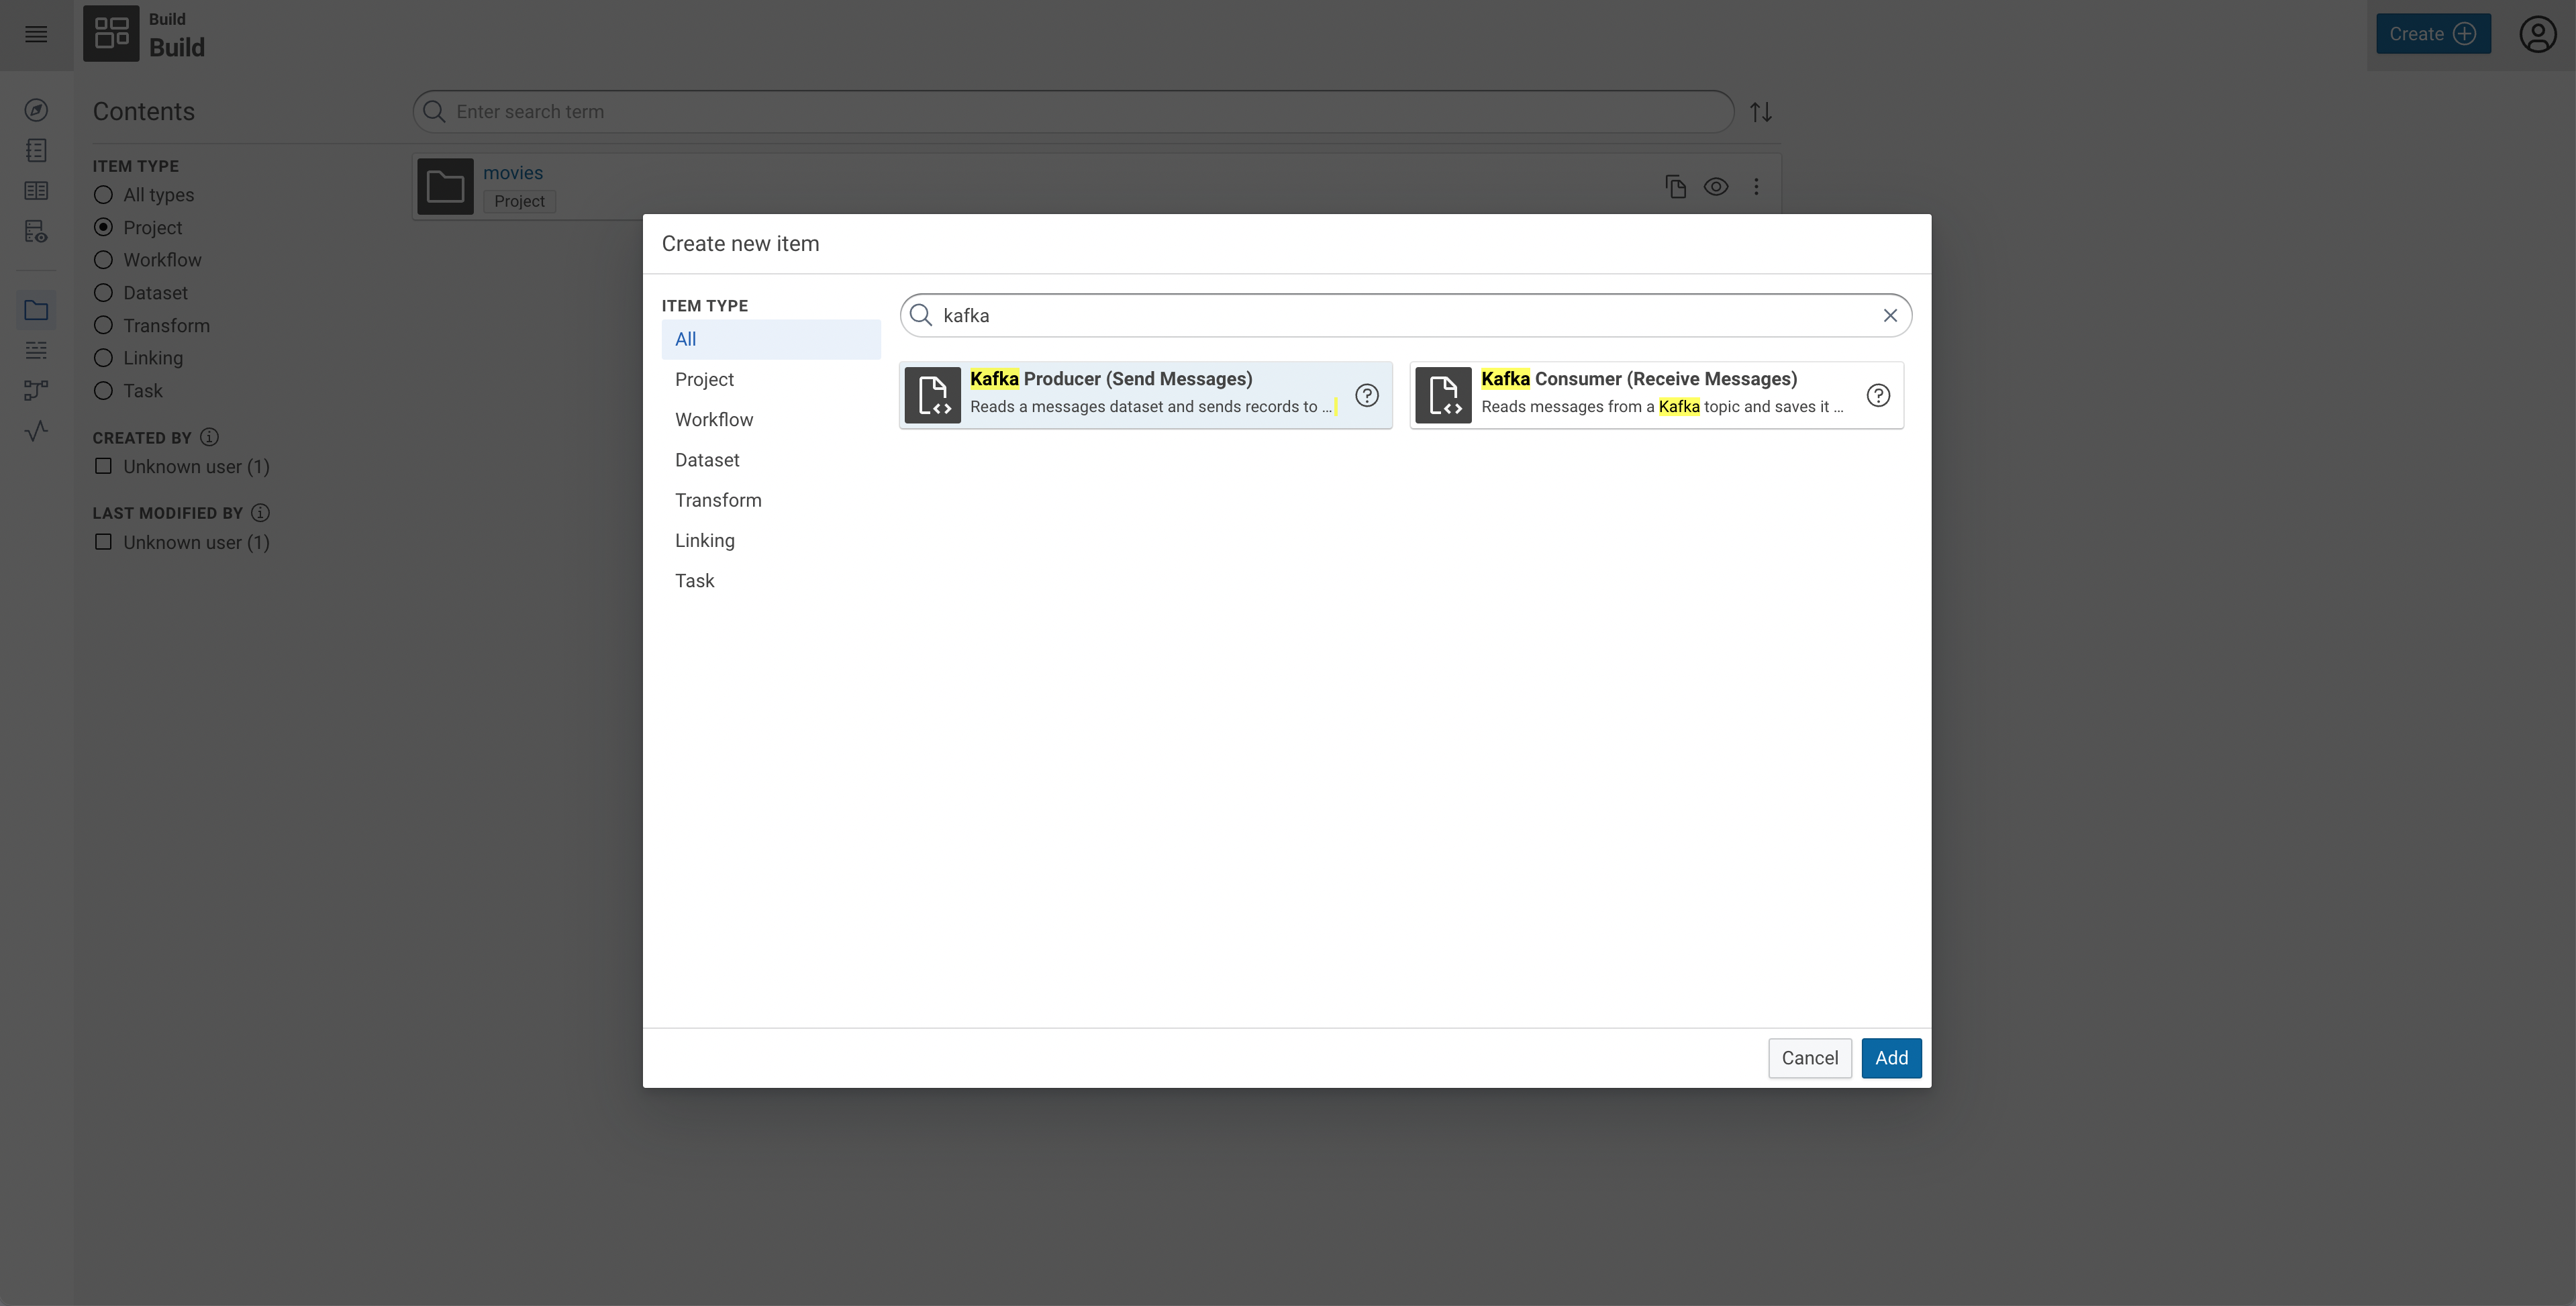 Build
Build
Create
Contents
Enter search term
ITEM TYPE
All types
Project
Workflow
Dataset
Transform
Linking
Task
CREATED BY
Unknown user (1)
LAST MODIFIED BY
Unknown user (1)
movies
Project
Create new item
ITEM TYPE
All
Project
Workflow
Dataset
Transform
Linking
Task
kafka
Kafka Producer (Send Messages)
Reads a messages dataset and sends records to ...
Kafka Consumer (Receive Messages)
Reads messages from a Kafka topic and saves it ...
Cancel
Add